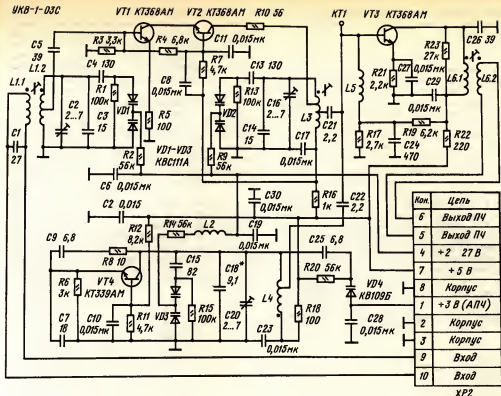 УКВ-1-03С
VT1 КТ368АМ VT2 КТ368АМ R10 56 КТ1 VT3 КТ368АМ C26 39
C5 39
R3 3,3к R4 6,8к C11 0,015мк
L1.1 L1.2 C4 130
C8 0,015мк
R7 4,7к
C13 130
R23 27к
C27 0,015мк
R21 2,2к
C29
L5 L6.1 L6.2
R1 100к
VD1
R5 100
R13 100к
C16 2...7
VD2
L3
C21 2,2
C2 2...7
C3 15
C14 15
C17 0,015мк
R17 2,7к
R19 6,2к
C24 470
R22 220
C1 27
R2 56к
VD1-VD3 КВС111А
R9 56к
C6 0,015мк
C30 0,015мк
R16 1к
C22 2,2
C2 0,015
R12 8,2к
R14 56к L2 C19 0,015мк
C9 6,8
R8 10
C15 82
C18* 9,1
C25 6,8
R20 56к
VD4 КВ109Б
R6 3к
VT4 КТ339АМ
VD3
R15 100к
C20 2...7
L4
R18 100
C28 0,015мк
C7 18
C10 0,015мк
R11 4,7к
C23 0,015мк
Кон. Цепь
6 Выход ПЧ
5 Выход ПЧ
4 +2 27 В
7 +5 В
8 Корпус
1 +3 В (АПЧ)
2 Корпус
3 Корпус
9 Вход
10 Вход
ХР2